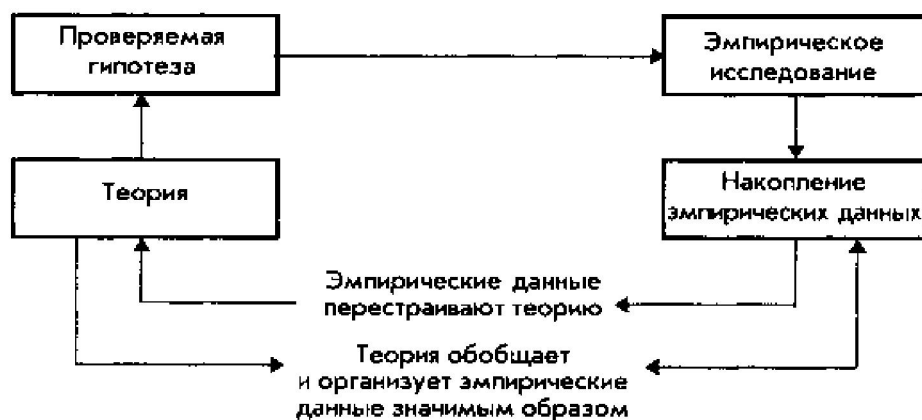 Проверяемая
гипотеза
Эмпирическое
исследование
Теория
Накопление
эмпирических данных
Эмпирические данные
перестраивают теорию
Теория обобщает
и организует эмпирические
данные значимым образом